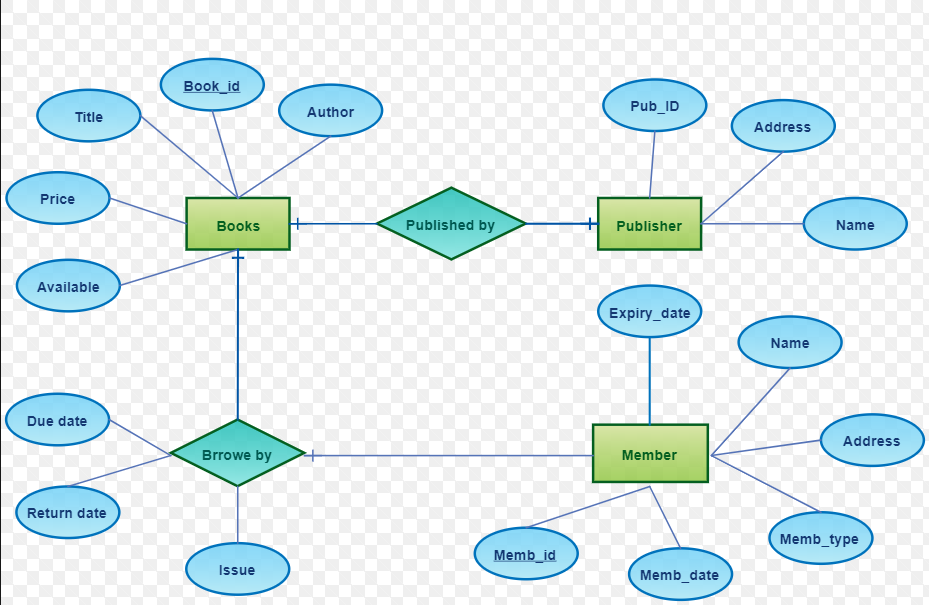 Book_id
Title
Author
Pub_ID
Address
Price
Books
Published by
Publisher
Name
Available
Expiry_date
Name
Due date
Brrowe by
Member
Address
Return date
Memb_id
Memb_type
Issue
Memb_date